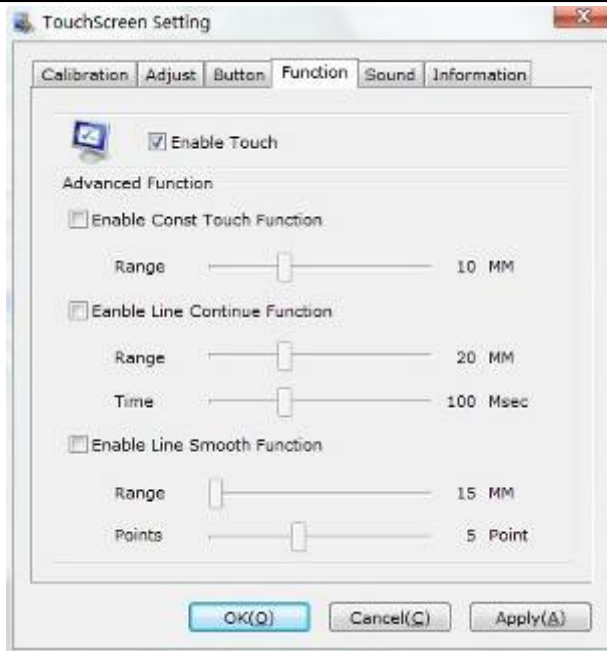 TouchScreen Setting
Calibration Adjust Button Function Sound Information
Enable Touch
Advanced Function
Enable Const Touch Function
Range 10 MM
Eanble Line Continue Function
Range 20 MM
Time 100 Msec
Enable Line Smooth Function
Range 15 MM
Points 5 Point
OK(O) Cancel(C) Apply(A)